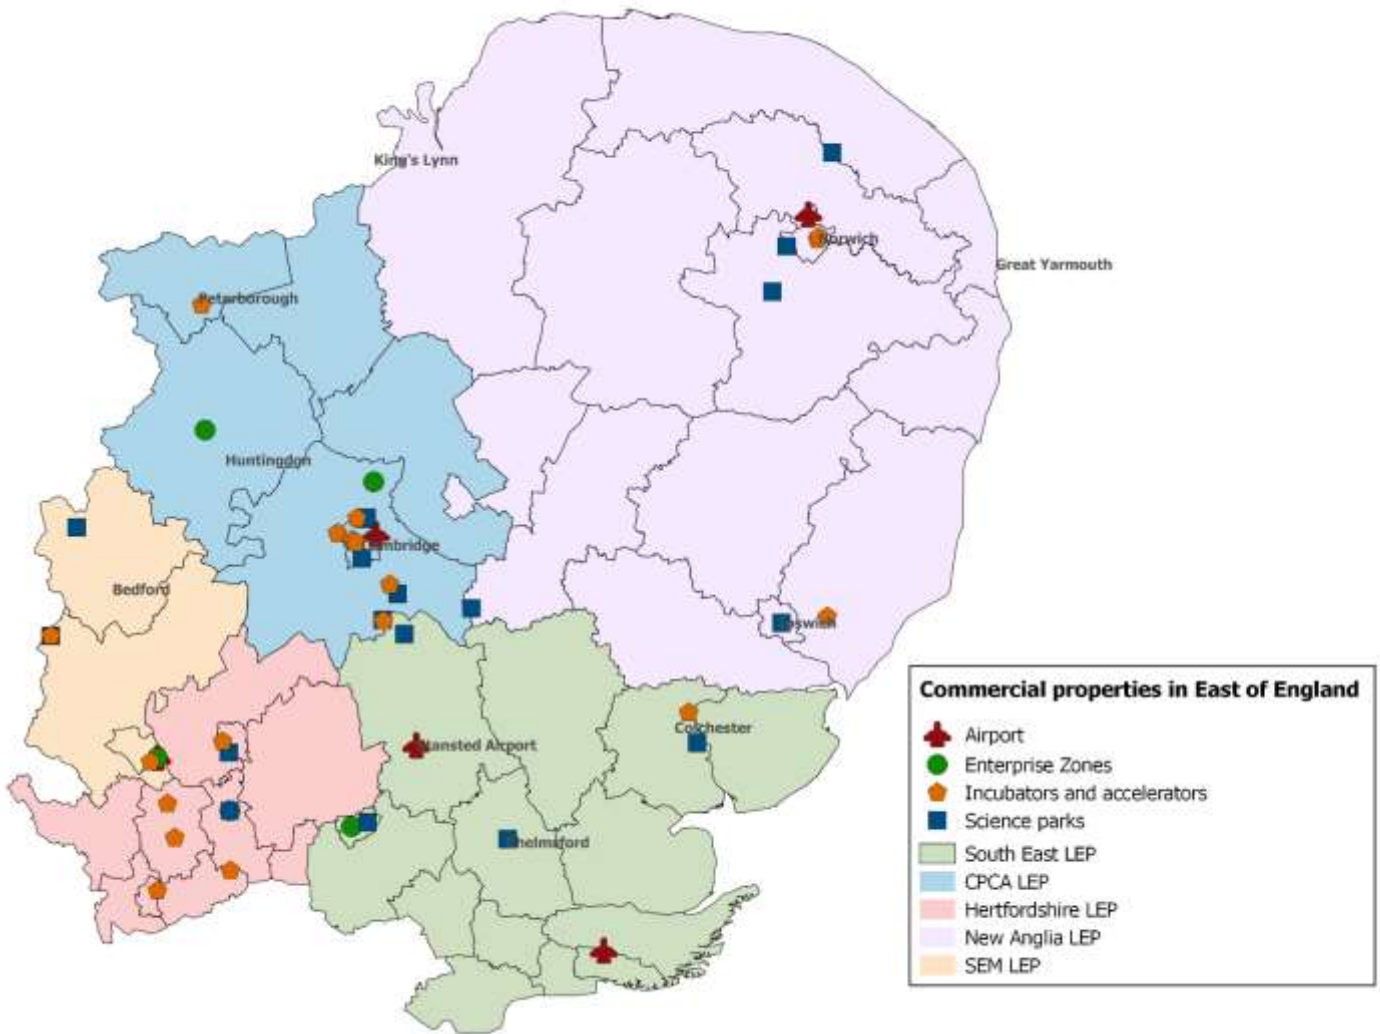 King's Lynn
Norwich
Great Yarmouth
Peterborough
Huntingdon
Cambridge
Bedford
Ipswich
Colchester
Stansted Airport
Chelmsford
Commercial properties in East of England
Airport
Enterprise Zones
Incubators and accelerators
Science parks
South East LEP
CPCA LEP
Hertfordshire LEP
New Anglia LEP
SEM LEP